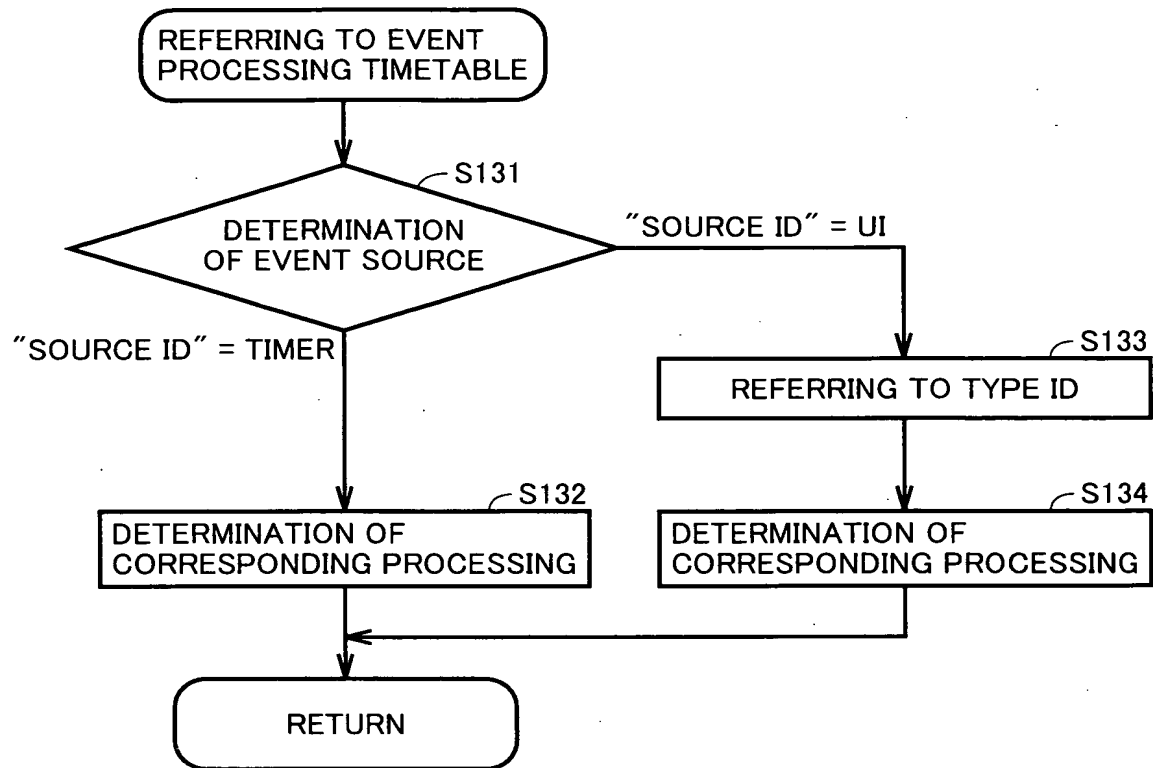 REFERRING TO EVENT
PROCESSING TIMETABLE
S131
DETERMINATION
OF EVENT SOURCE
"SOURCE ID" = UI
"SOURCE ID" = TIMER
S133
REFERRING TO TYPE ID
S132
DETERMINATION OF
CORRESPONDING PROCESSING
S134
DETERMINATION OF
CORRESPONDING PROCESSING
RETURN